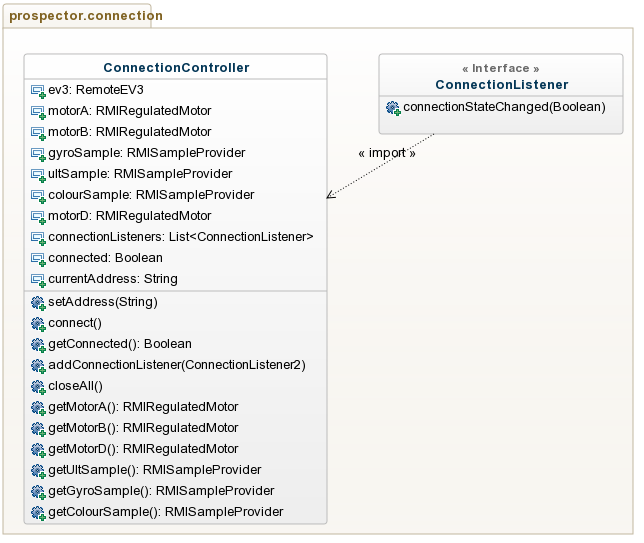 prospector.connection
ConnectionController
ev3: RemoteEV3
motorA: RMIRegulatedMotor
motorB: RMIRegulatedMotor
gyroSample: RMISampleProvider
ultSample: RMISampleProvider
colourSample: RMISampleProvider
motorD: RMIRegulatedMotor
connectionListeners: List<ConnectionListener>
connected: Boolean
currentAddress: String
setAddress(String)
connect()
getConnected(): Boolean
addConnectionListener(ConnectionListener2)
closeAll()
getMotorA(): RMIRegulatedMotor
getMotorB(): RMIRegulatedMotor
getMotorD(): RMIRegulatedMotor
getUltSample(): RMISampleProvider
getGyroSample(): RMISampleProvider
getColourSample(): RMISampleProvider
« Interface »
ConnectionListener
connectionStateChanged(Boolean)
« import »